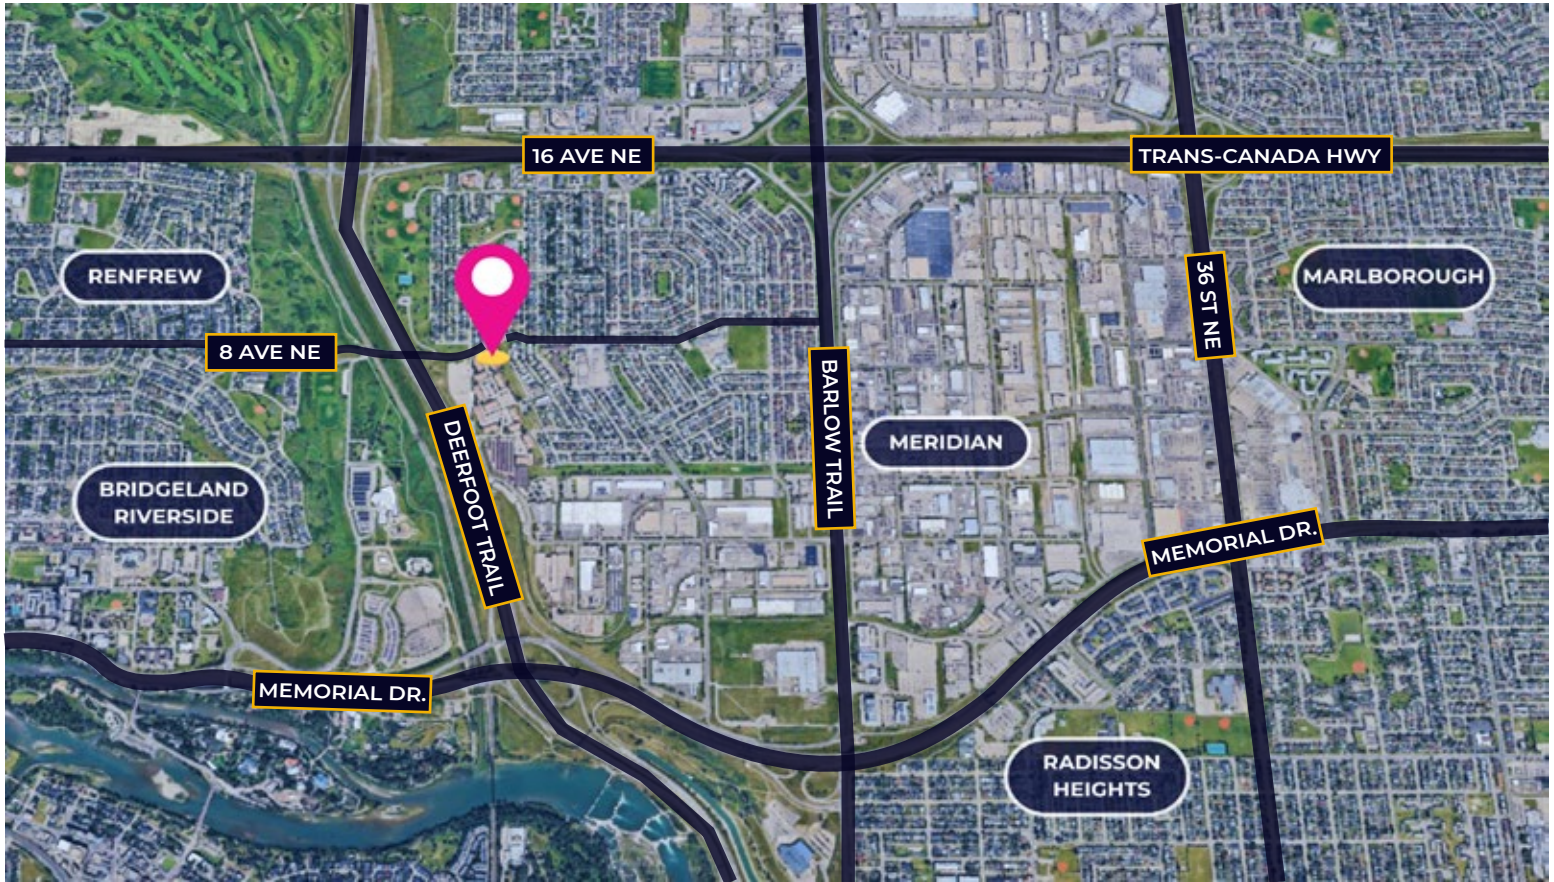 16 AVE NE
TRANS-CANADA HWY
RENFREW
36 ST NE
MARLBOROUGH
8 AVE NE
BARLOW TRAIL
DEERFOOT TRAIL
MERIDIAN
BRIDGELAND
RIVERSIDE
MEMORIAL DR.
MEMORIAL DR.
RADISSON
HEIGHTS